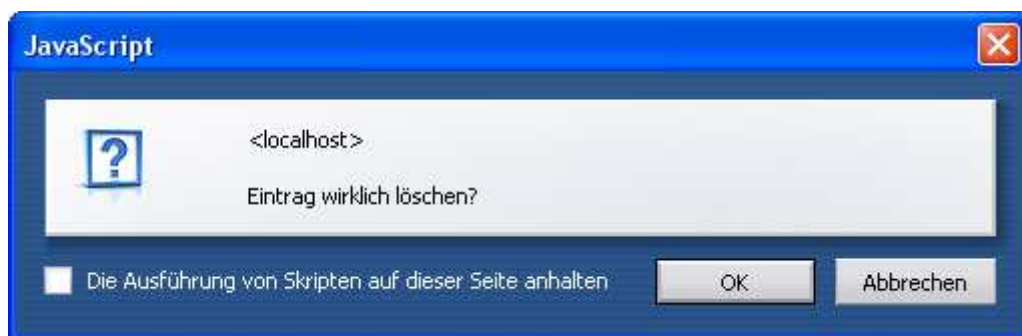 JavaScript
<localhost>
Eintrag wirklich löschen?
Die Ausführung von Skripten auf dieser Seite anhalten
OK
Abbrechen